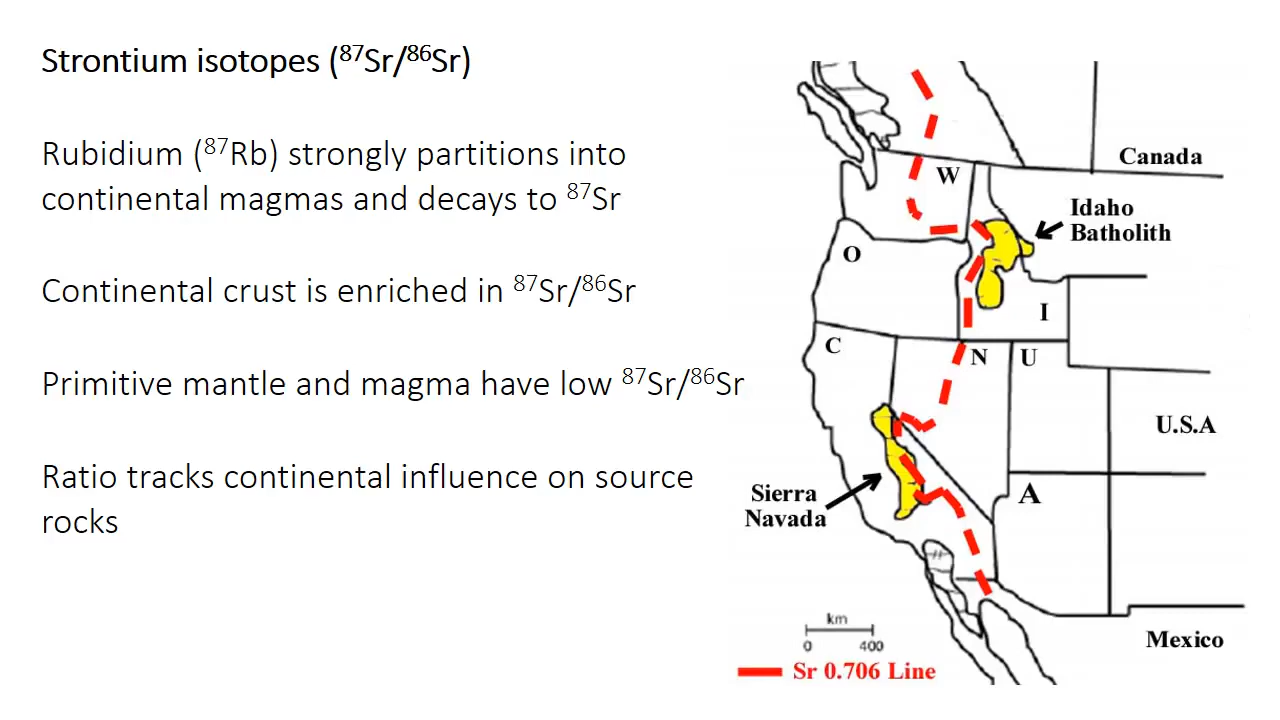 Strontium isotopes (⁸⁷Sr/⁸⁶Sr)
Rubidium (⁸⁷Rb) strongly partitions into
continental magmas and decays to ⁸⁷Sr
Continental crust is enriched in ⁸⁷Sr/⁸⁶Sr
Primitive mantle and magma have low ⁸⁷Sr/⁸⁶Sr
Ratio tracks continental influence on source
rocks
Canada
W
Idaho
Batholith
O
I
C
N
U
U.S.A
Sierra
Navada
A
km
0 400
Mexico
Sr 0.706 Line